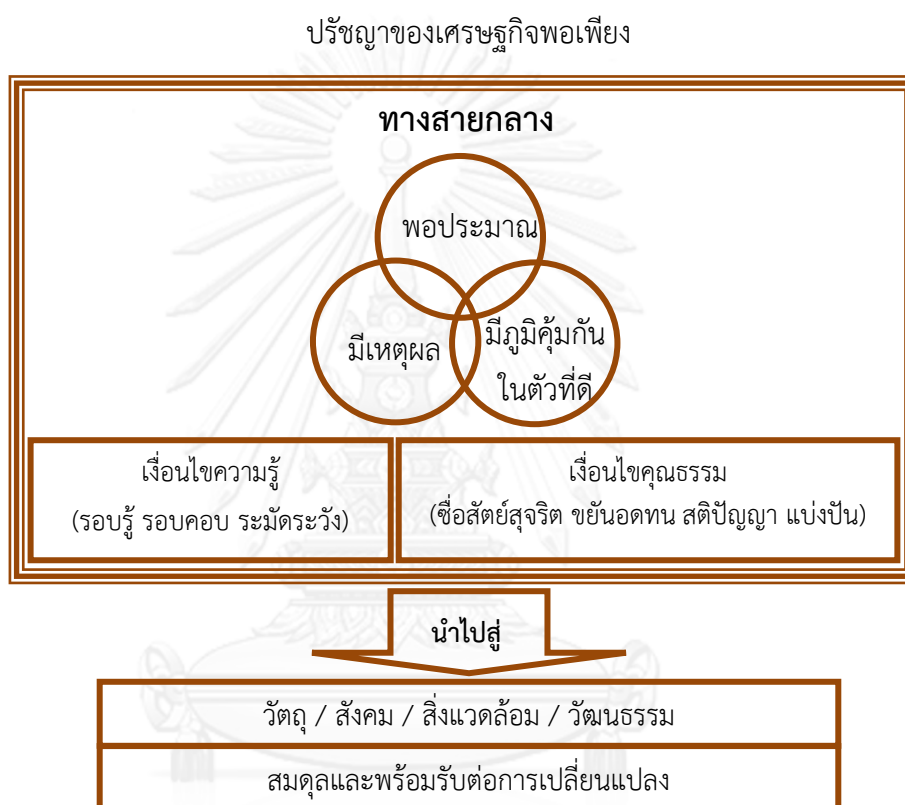 ปรัชญาของเศรษฐกิจพอเพียง
ทางสายกลาง
พอประมาณ
มีเหตุผล
มีภูมิคุ้มกัน
ในตัวที่ดี
เงื่อนไขความรู้
(รอบรู้ รอบคอบ ระมัดระวัง)
เงื่อนไขคุณธรรม
(ซื่อสัตย์สุจริต ขยันอดทน สติปัญญา แบ่งปัน)
นำไปสู่
วัตถุ / สังคม / สิ่งแวดล้อม / วัฒนธรรม
สมดุลและพร้อมรับต่อการเปลี่ยนแปลง